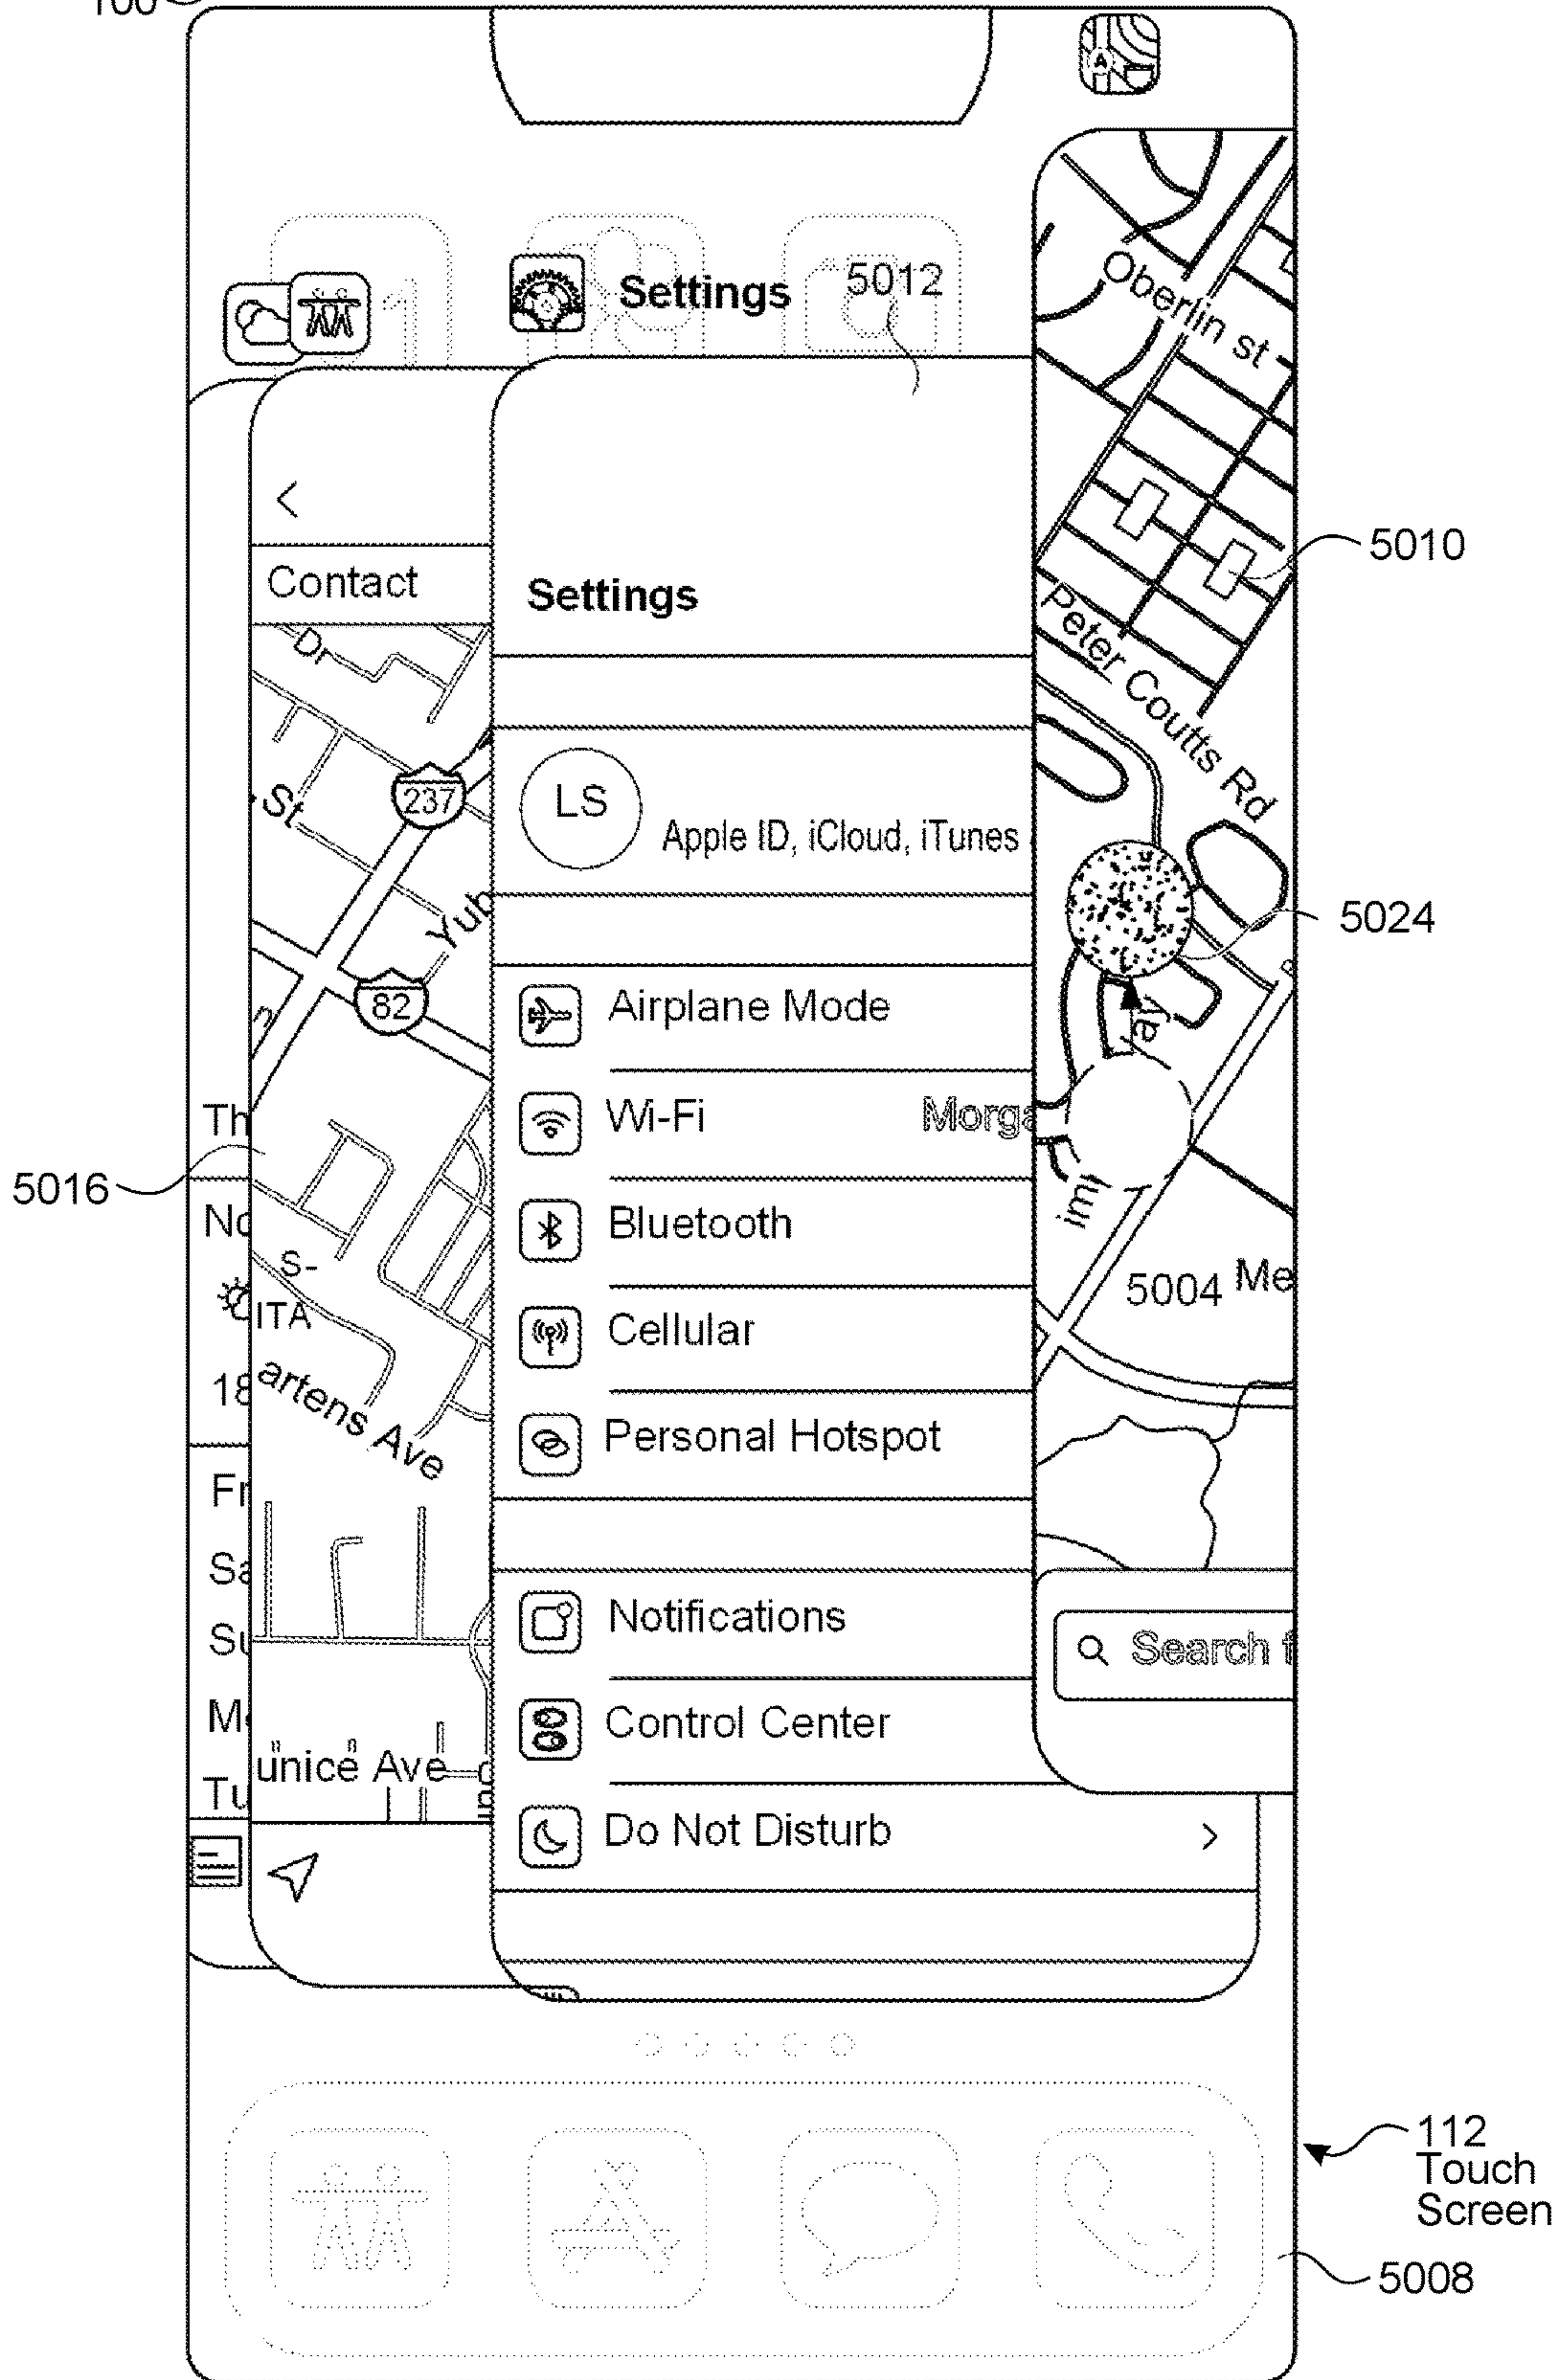 100
Settings
5012
Oberlin st
5010
Contact
Settings
Peter Coutts Rd
Dr
237
St
LS
Apple ID, iCloud, iTunes
5024
Yub
82
Airplane Mode
Th
Wi-Fi
Morga
5016
No
Bluetooth
S-
5004
Me
ITA
Cellular
18
artens Ave
Personal Hotspot
Fr
Sa
Notifications
Su
Search f
Control Center
unice Ave
Tu
Do Not Disturb
112
Touch
Screen
5008